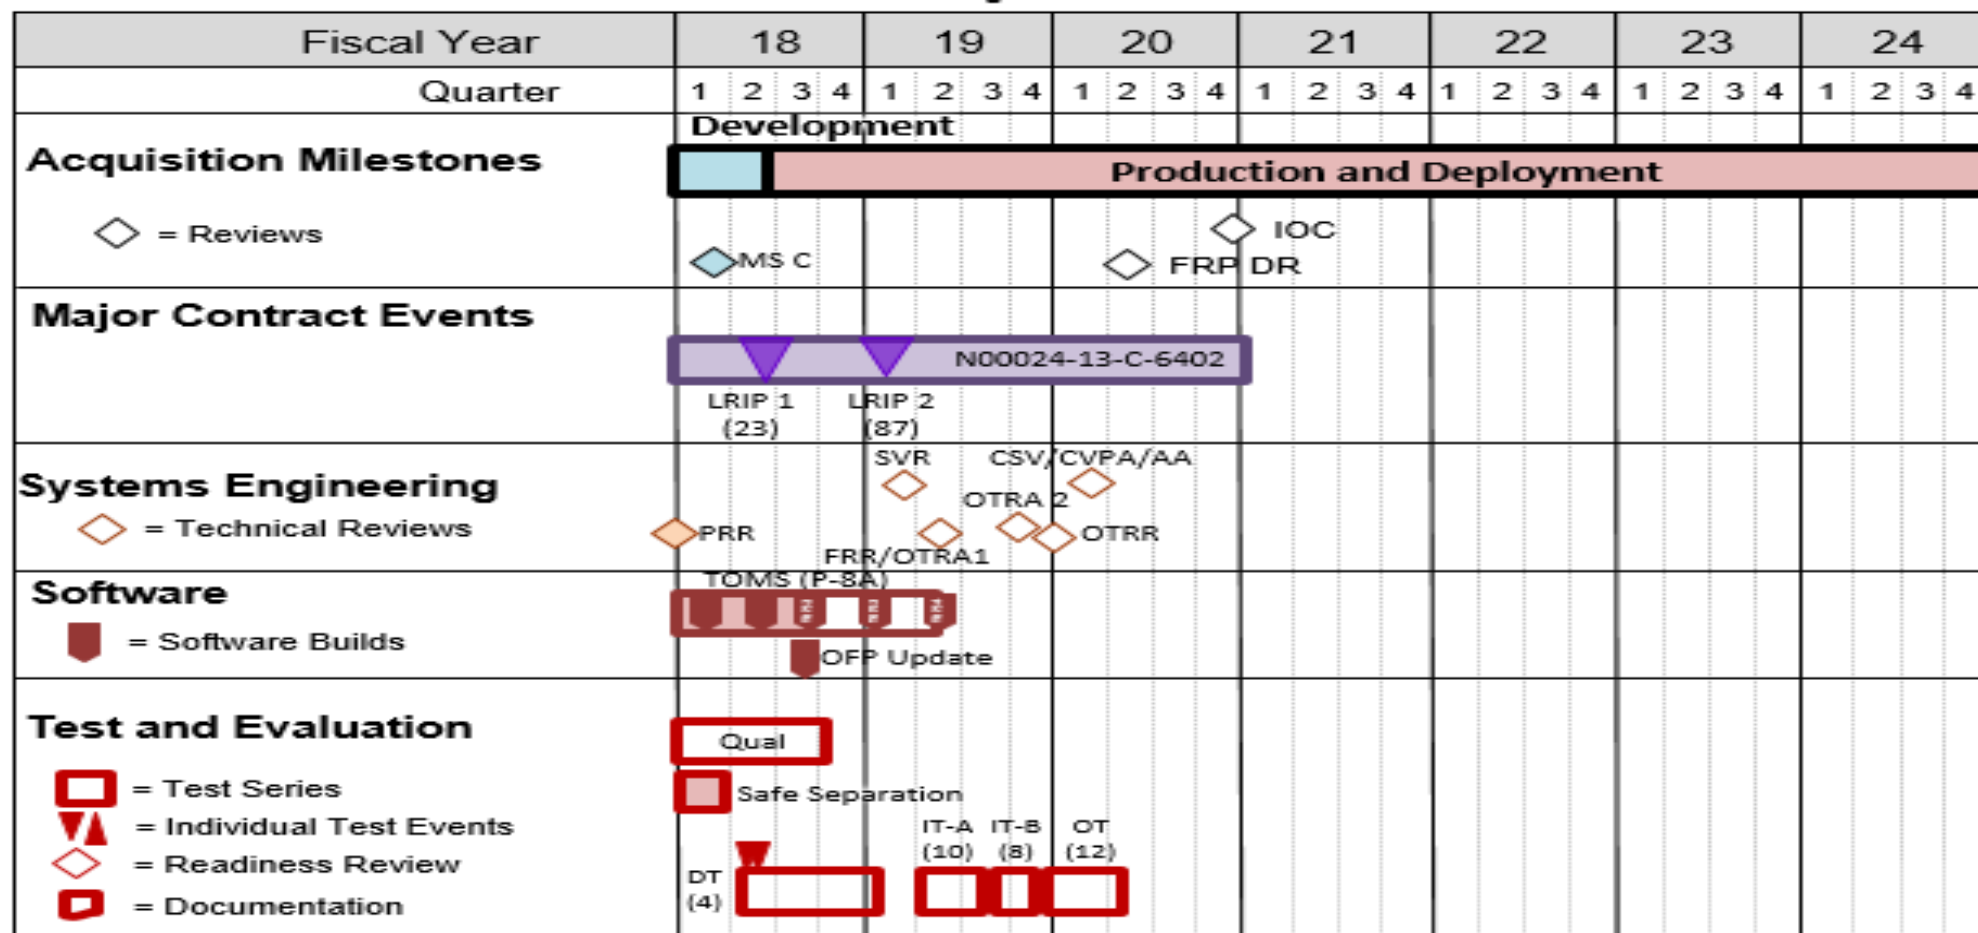 Fiscal Year 18 19 20 21 22 23 24
Quarter 1 2 3 4 1 2 3 4 1 2 3 4 1 2 3 4 1 2 3 4 1 2 3 4 1 2 3 4
Development
Acquisition Milestones
Production and Deployment
= Reviews
IOC
MS C
FRP DR
Major Contract Events
N00024-13-C-6402
LRIP 1 LRIP 2
(23) (87)
SVR CSV/CVPA/AA
Systems Engineering
OTRA 2
= Technical Reviews
PRR
OTRR
FRR/OTRA1
TOMS (P-8A)
Software
= Software Builds
OFP Update
Test and Evaluation
Qual
= Test Series
Safe Separation
= Individual Test Events
IT-A IT-B OT
(10) (8) (12)
= Readiness Review
DT
(4)
= Documentation